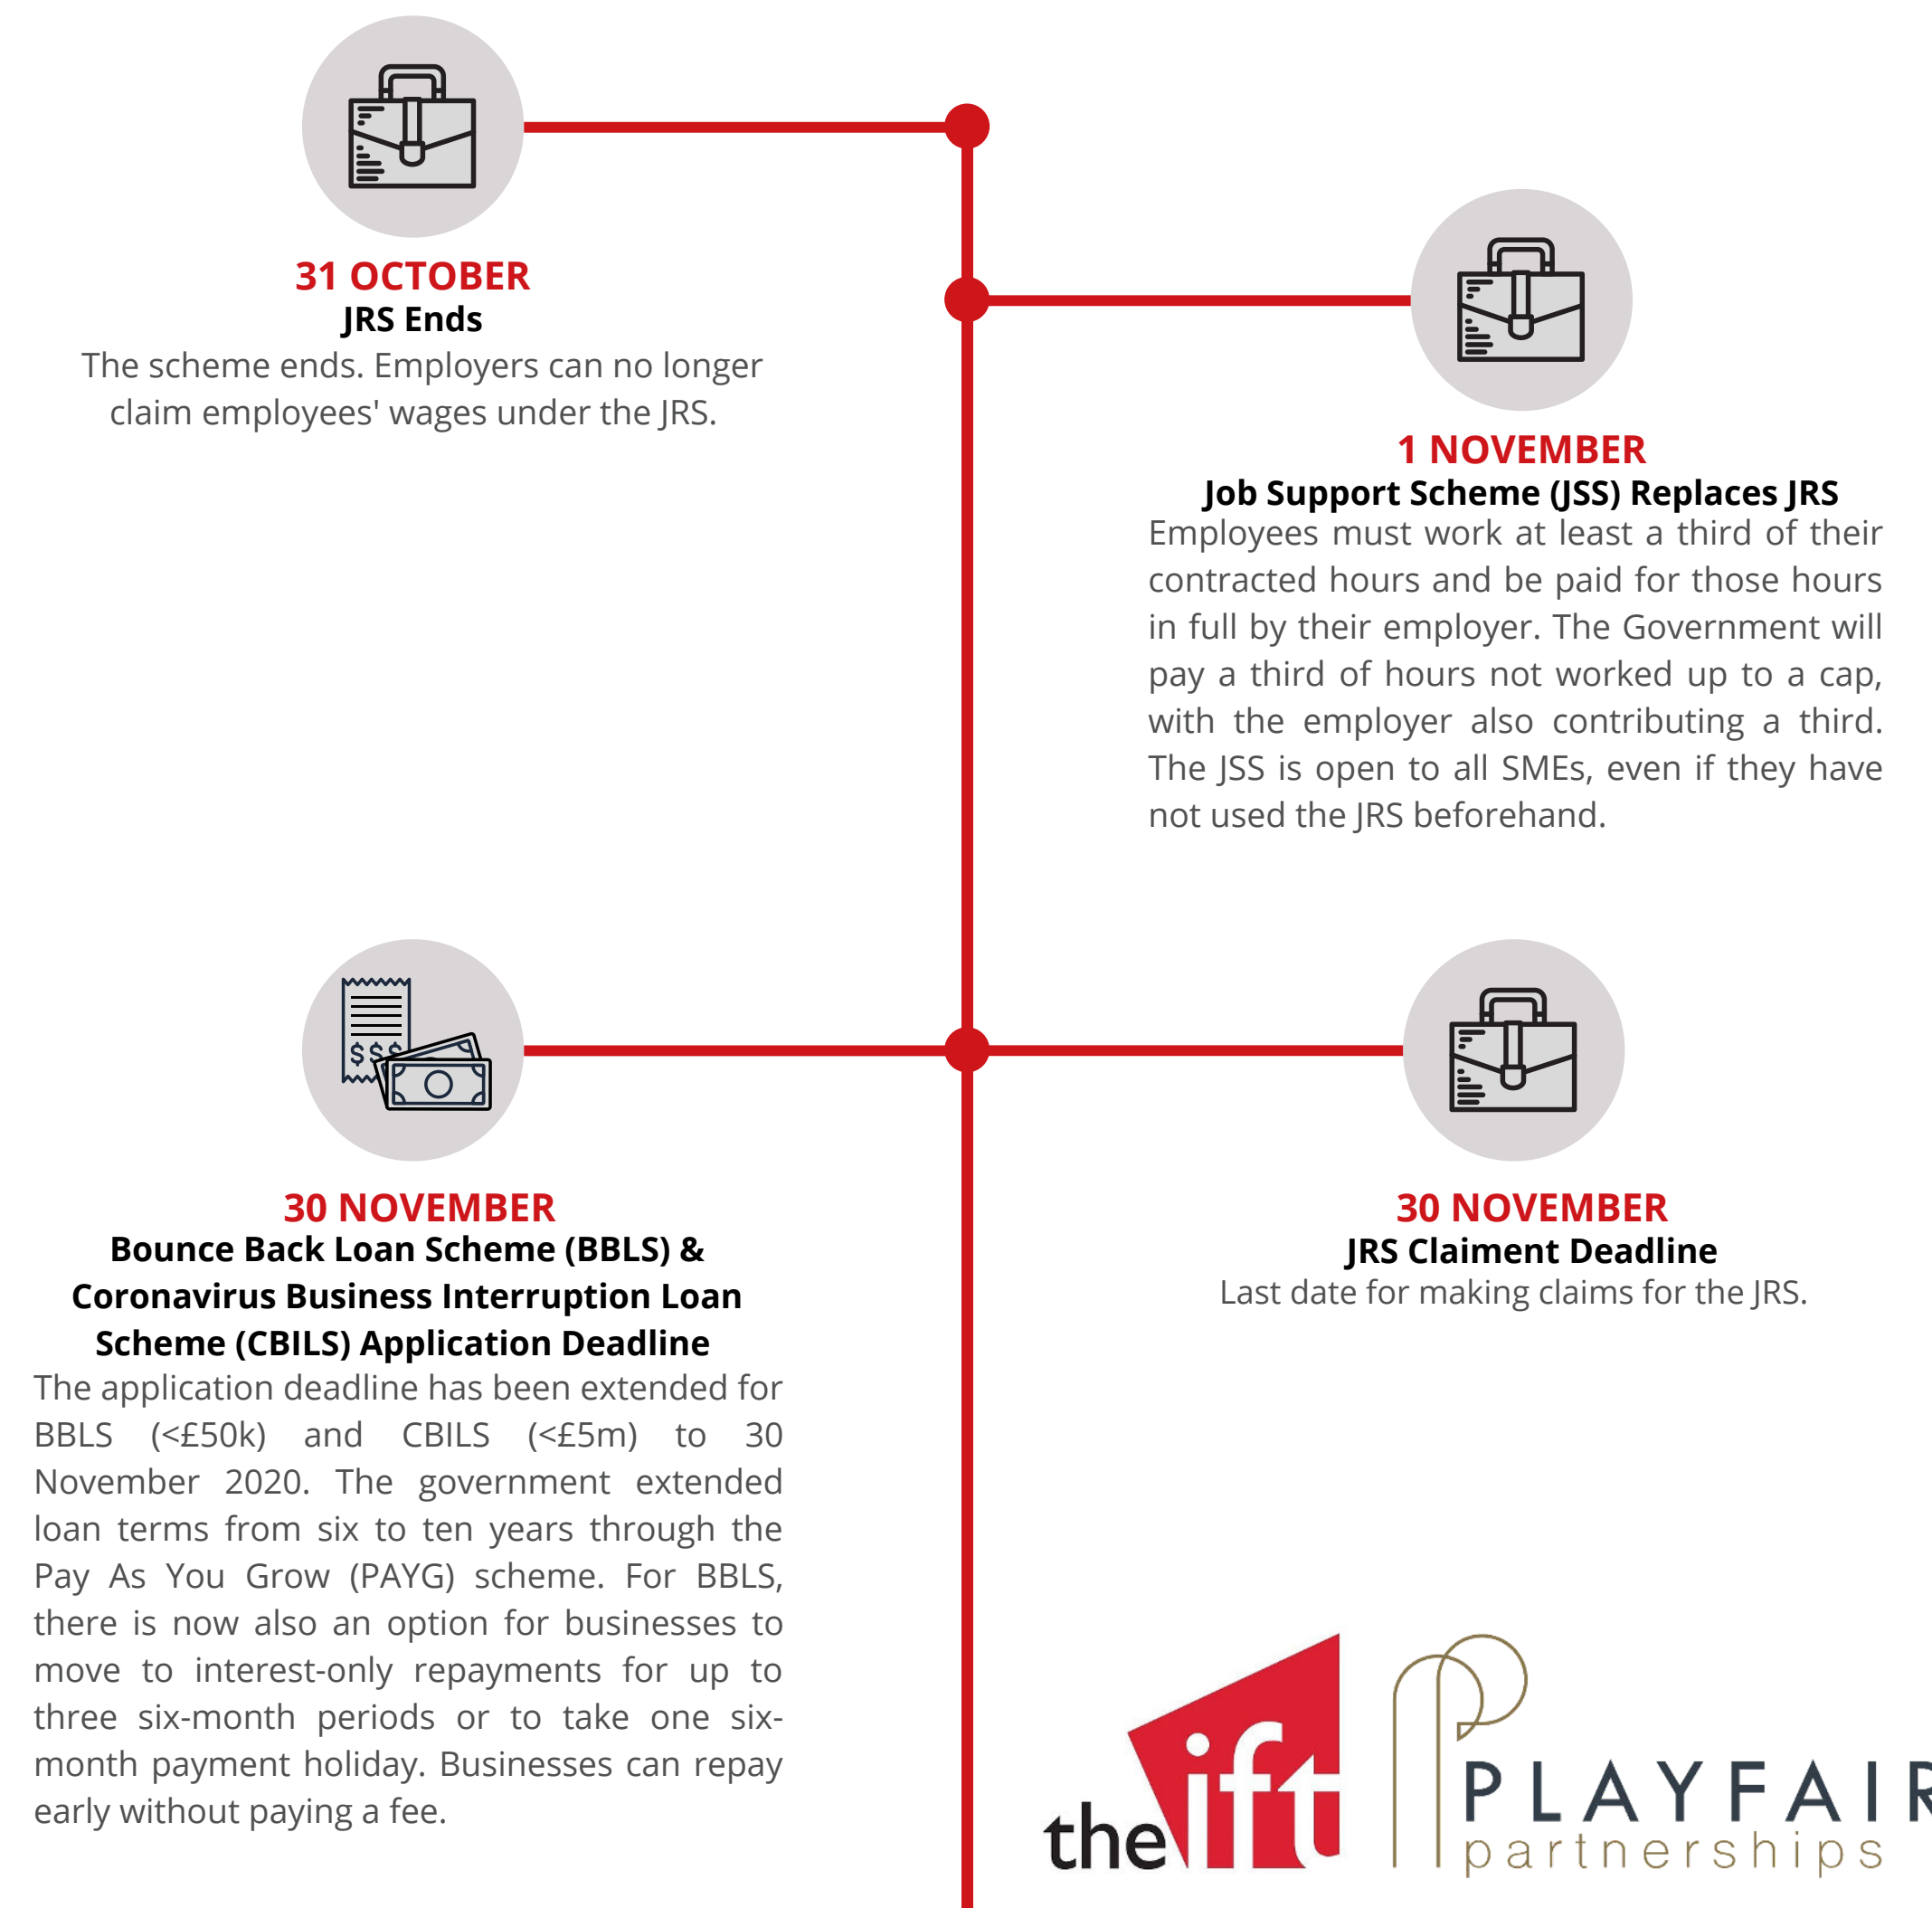 31 OCTOBER
JRS Ends
The scheme ends. Employers can no longer
claim employees' wages under the JRS.
1 NOVEMBER
Job Support Scheme (JSS) Replaces JRS
Employees must work at least a third of their
contracted hours and be paid for those hours
in full by their employer. The Government will
pay a third of hours not worked up to a cap,
with the employer also contributing a third.
The JSS is open to all SMEs, even if they have
not used the JRS beforehand.
$$$
30 NOVEMBER
Bounce Back Loan Scheme (BBLS) &
Coronavirus Business Interruption Loan
Scheme (CBILS) Application Deadline
The application deadline has been extended for
BBLS (<£50k) and CBILS (<£5m) to 30
November 2020. The government extended
loan terms from six to ten years through the
Pay As You Grow (PAYG) scheme. For BBLS,
there is now also an option for businesses to
move to interest-only repayments for up to
three six-month periods or to take one six-
month payment holiday. Businesses can repay
early without paying a fee.
30 NOVEMBER
JRS Claiment Deadline
Last date for making claims for the JRS.
the ift
PLAYFAIR
partnerships